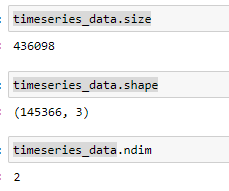 timeseries_data.size
436098
timeseries_data.shape
(145366, 3)
timeseries_data.ndim
2